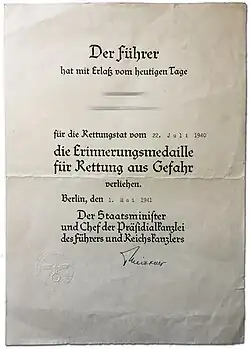 Der Führer
hat mit Erlaß vom heutigen Tage
für die Rettungstat vom 22. Juli 1940
die Erinnerungsmedaille
für Rettung aus Gefahr
verliehen.
Berlin, den 1. Mai 1941
Der Staatsminister
und Chef der Präsidialkanzlei
des Führers und Reichskanzlers